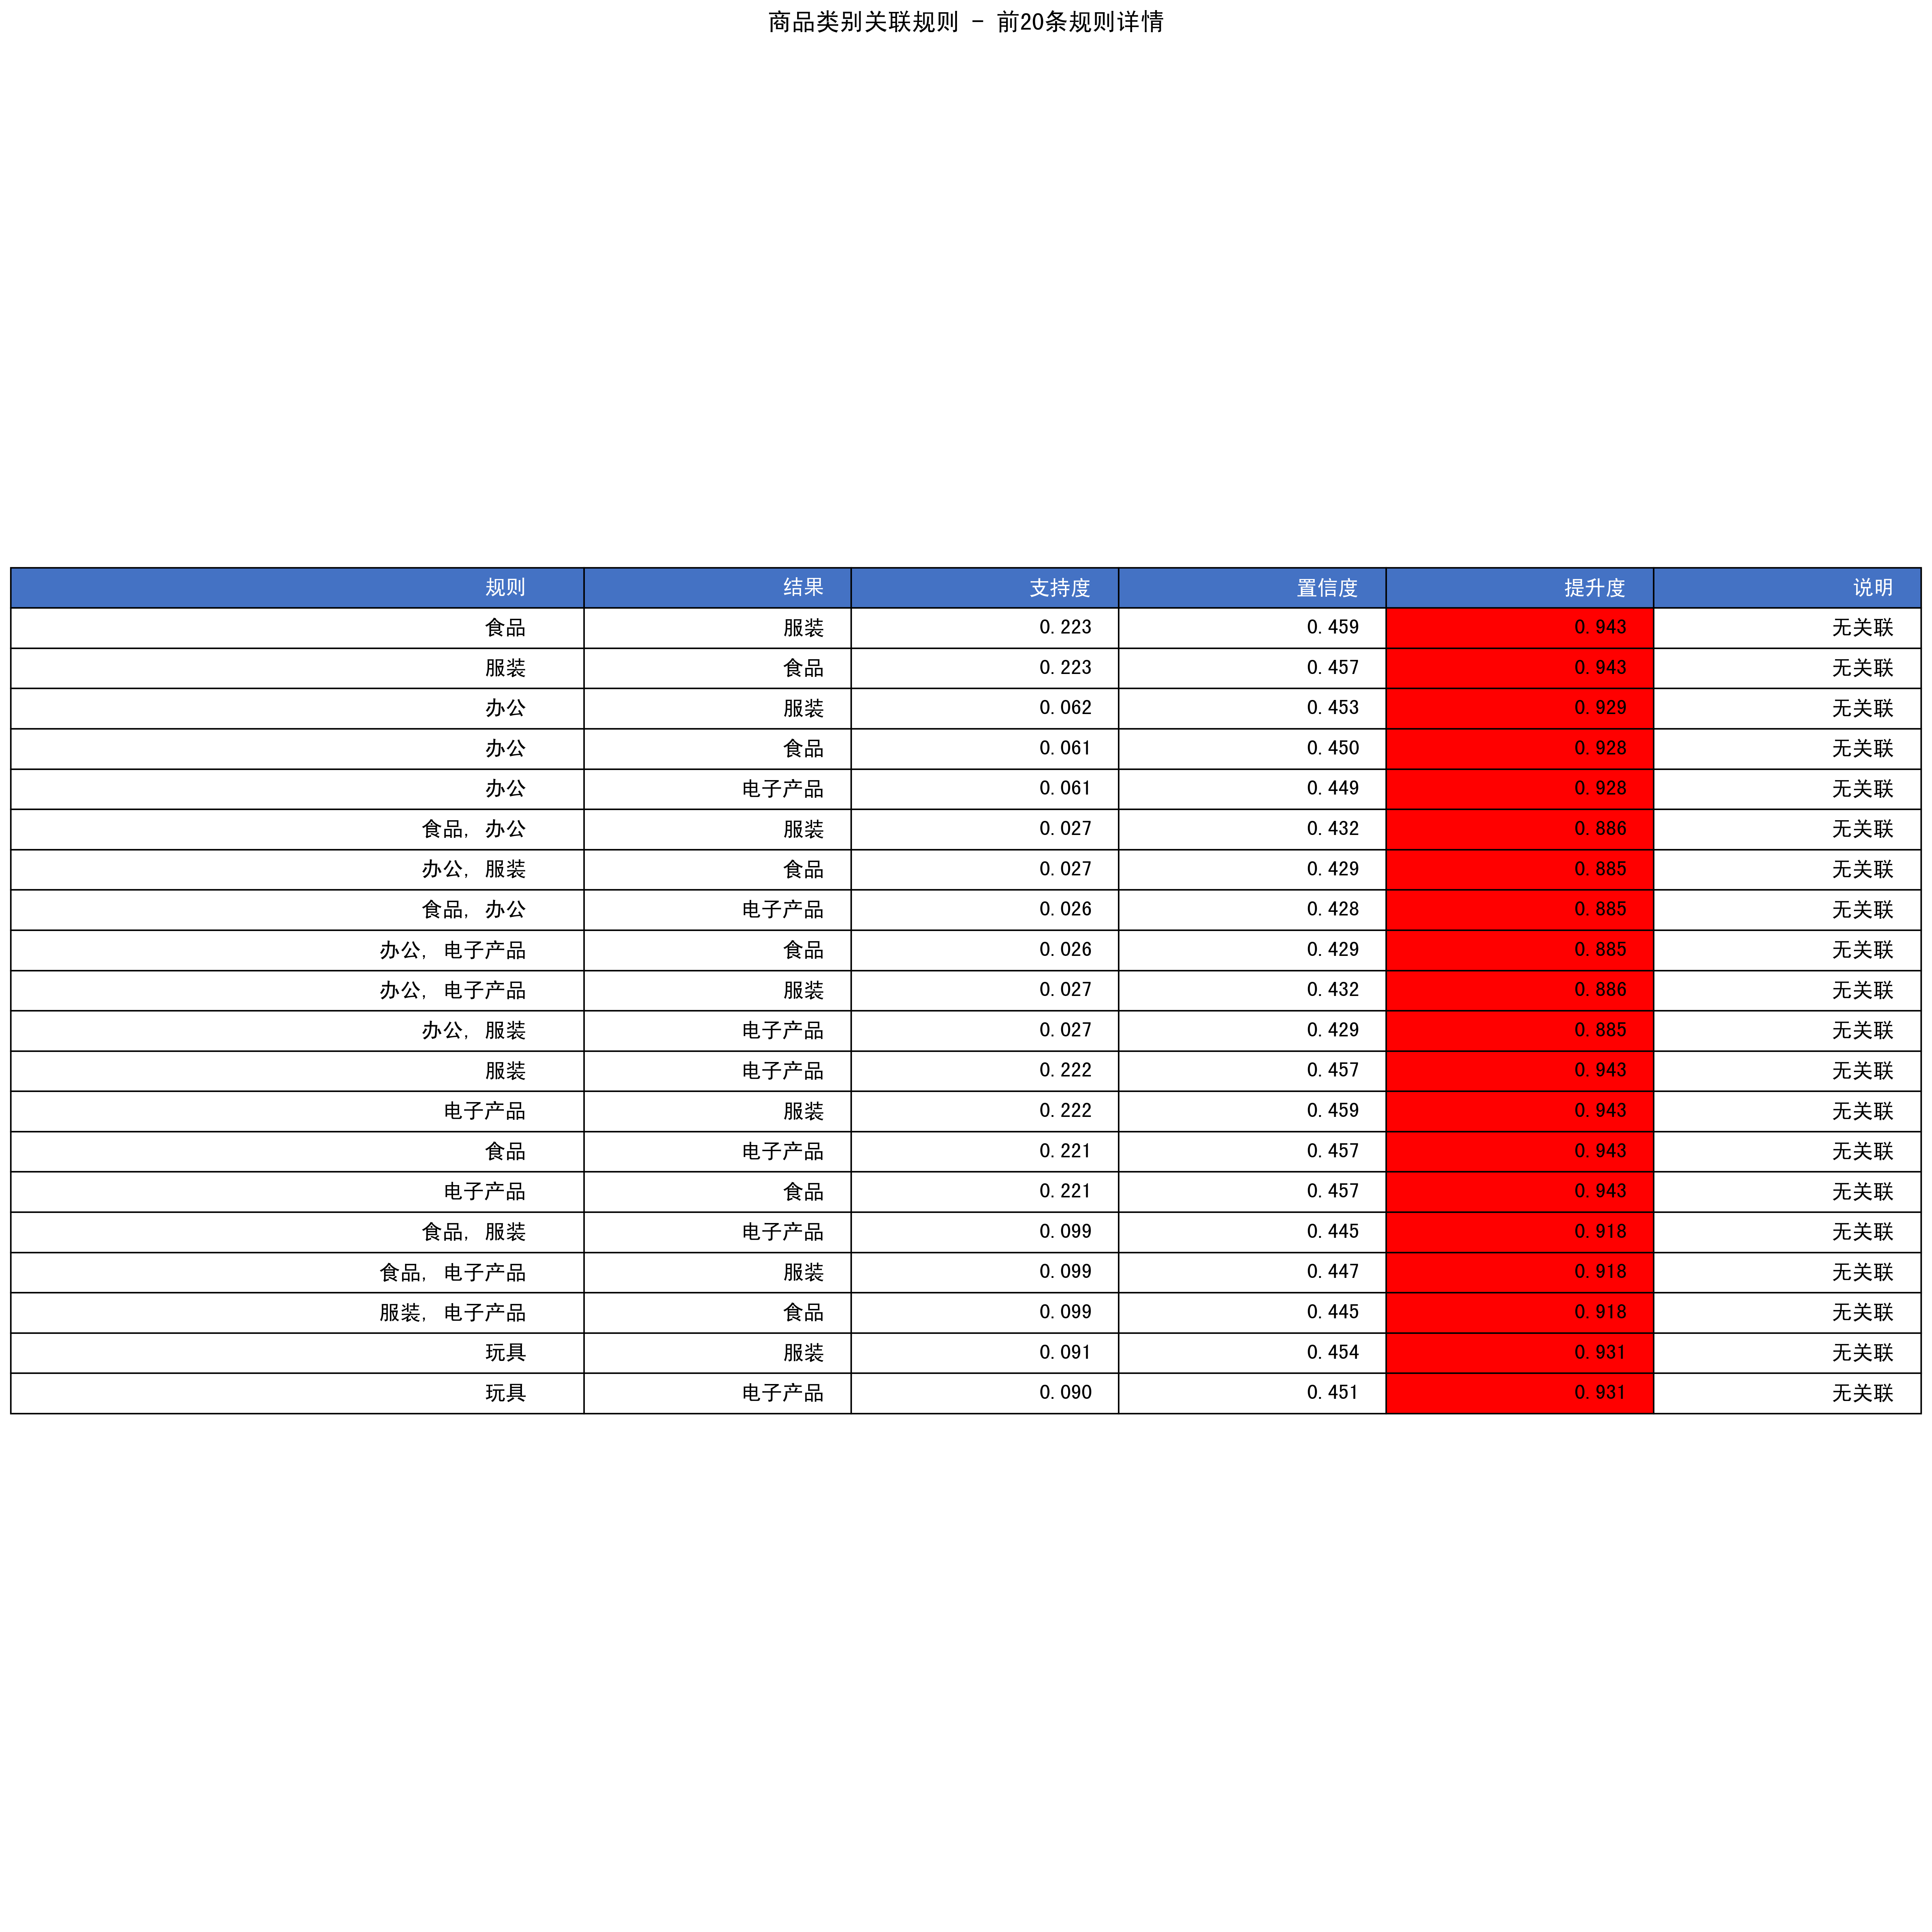 商品类别关联规则 - 前20条规则详情
规则 结果 支持度 置信度 提升度 说明
食品 服装 0.223 0.459 0.943 无关联
服装 食品 0.223 0.457 0.943 无关联
办公 服装 0.062 0.453 0.929 无关联
办公 食品 0.061 0.450 0.928 无关联
办公 电子产品 0.061 0.449 0.928 无关联
食品, 办公 服装 0.027 0.432 0.886 无关联
办公, 服装 食品 0.027 0.429 0.885 无关联
食品, 办公 电子产品 0.026 0.428 0.885 无关联
办公, 电子产品 食品 0.026 0.429 0.885 无关联
办公, 电子产品 服装 0.027 0.432 0.886 无关联
办公, 服装 电子产品 0.027 0.429 0.885 无关联
服装 电子产品 0.222 0.457 0.943 无关联
电子产品 服装 0.222 0.459 0.943 无关联
食品 电子产品 0.221 0.457 0.943 无关联
电子产品 食品 0.221 0.457 0.943 无关联
食品, 服装 电子产品 0.099 0.445 0.918 无关联
食品, 电子产品 服装 0.099 0.447 0.918 无关联
服装, 电子产品 食品 0.099 0.445 0.918 无关联
玩具 服装 0.091 0.454 0.931 无关联
玩具 电子产品 0.090 0.451 0.931 无关联